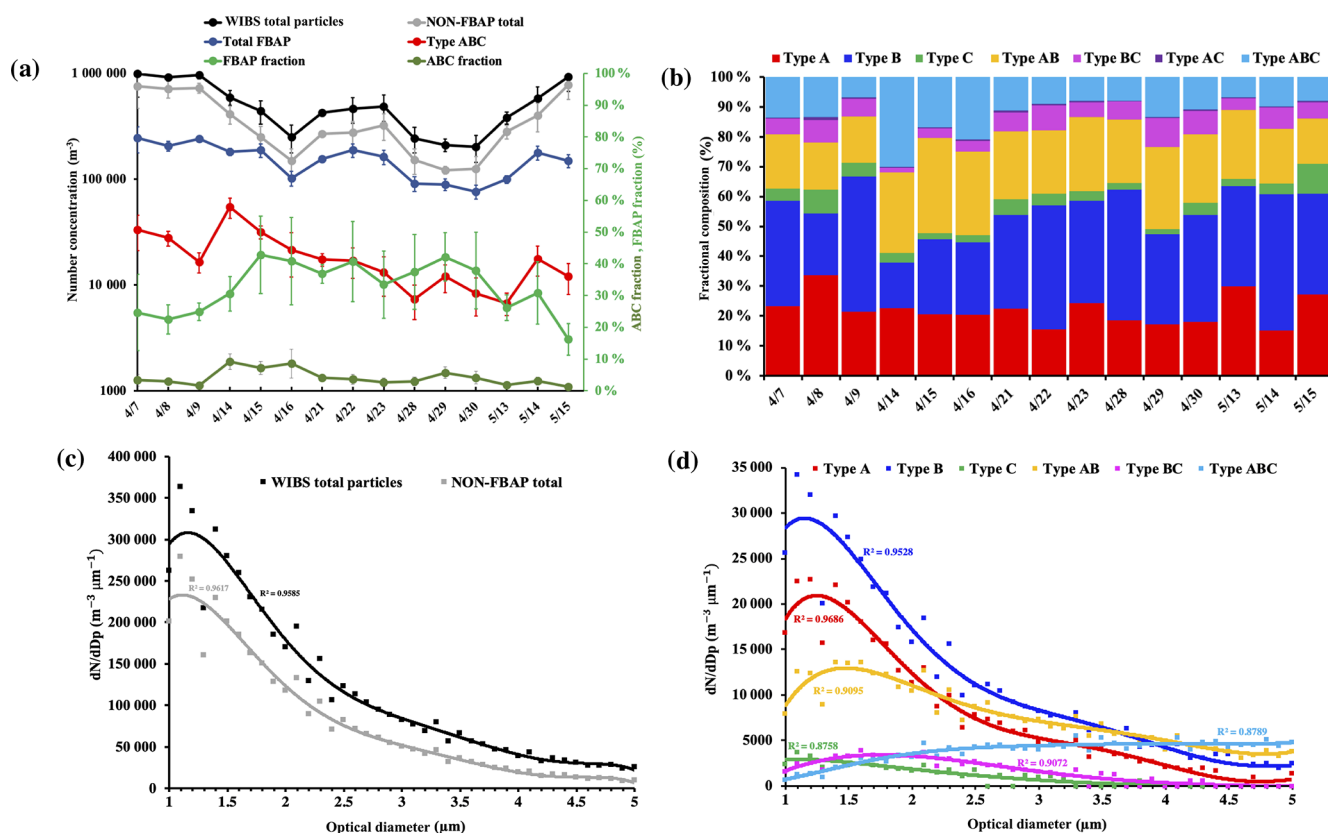 (a)
WIBS total particles NON-FBAP total
Total FBAP Type ABC
FBAP fraction ABC fraction
Number concentration (m⁻³)
1 000 000
100 000
10 000
1000
100 %
90 %
80 %
70 %
60 %
50 %
40 %
30 %
20 %
10 %
0 %
ABC fraction , FBAP fraction (%)
4/7 4/8 4/9 4/14 4/15 4/16 4/21 4/22 4/23 4/28 4/29 4/30 5/13 5/14 5/15
(b)
Type A Type B Type C Type AB Type BC Type AC Type ABC
Fractional composition (%)
100 %
90 %
80 %
70 %
60 %
50 %
40 %
30 %
20 %
10 %
0 %
4/7 4/8 4/9 4/14 4/15 4/16 4/21 4/22 4/23 4/28 4/29 4/30 5/13 5/14 5/15
(c)
WIBS total particles NON-FBAP total
dN/dDp (m⁻³ μm⁻¹)
400 000
350 000
300 000
250 000
200 000
150 000
100 000
50 000
0
R² = 0.9617
R² = 0.9585
1 1.5 2 2.5 3 3.5 4 4.5 5
Optical diameter (μm)
(d)
Type A Type B Type C Type AB Type BC Type ABC
dN/dDp (m⁻³ μm⁻¹)
35 000
30 000
25 000
20 000
15 000
10 000
5000
0
R² = 0.9528
R² = 0.9686
R² = 0.9095
R² = 0.8758
R² = 0.9072
R² = 0.8789
1 1.5 2 2.5 3 3.5 4 4.5 5
Optical diameter (μm)